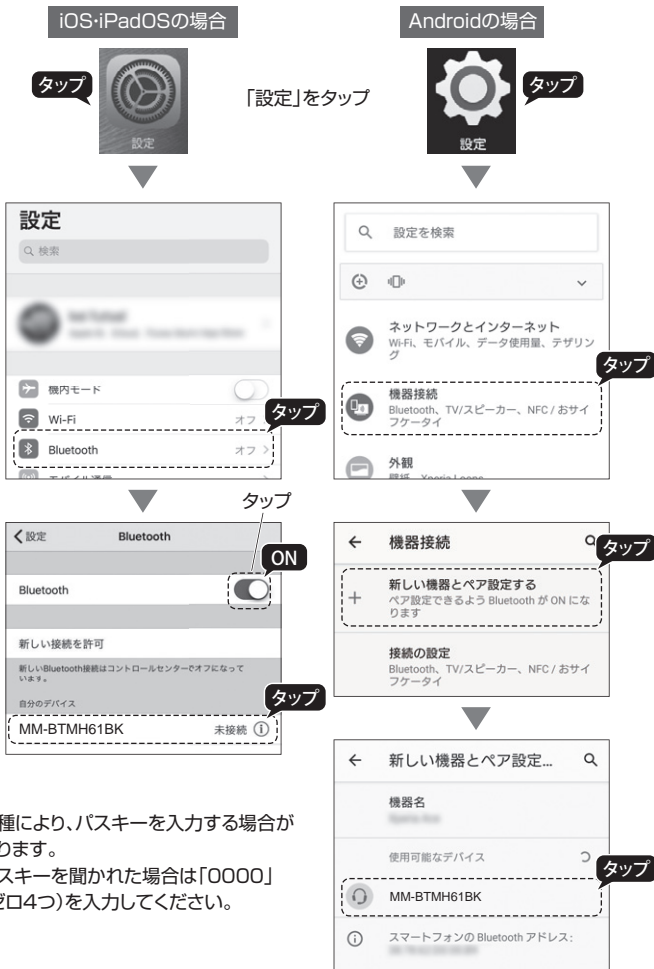 iOS・iPadOSの場合
タップ
設定
「設定」をタップ
設定
検索
機内モード
Wi-Fi
オフ
タップ
Bluetooth
オフ
タップ
設定
Bluetooth
ON
Bluetooth
新しい接続を許可
新しいBluetooth接続はコントロールセンターでオフになって
います。
自分のデバイス
タップ
MM-BTMH61BK
未接続
種により、パスキーを入力する場合が
ります。
スキーを聞かれた場合は「0000」
ゼロ4つ)を入力してください。
Androidの場合
タップ
設定
設定を検索
ネットワークとインターネット
Wi-Fi、モバイル、データ使用量、テザリン
グ
タップ
機器接続
Bluetooth、TV/スピーカー、NFC / おサイ
フケータイ
外観
機器接続
タップ
新しい機器とペア設定する
ペア設定できるよう Bluetooth が ON にな
ります
接続の設定
Bluetooth、TV/スピーカー、NFC / おサイ
フケータイ
新しい機器とペア設定...
機器名
使用可能なデバイス
タップ
MM-BTMH61BK
スマートフォンの Bluetooth アドレス: